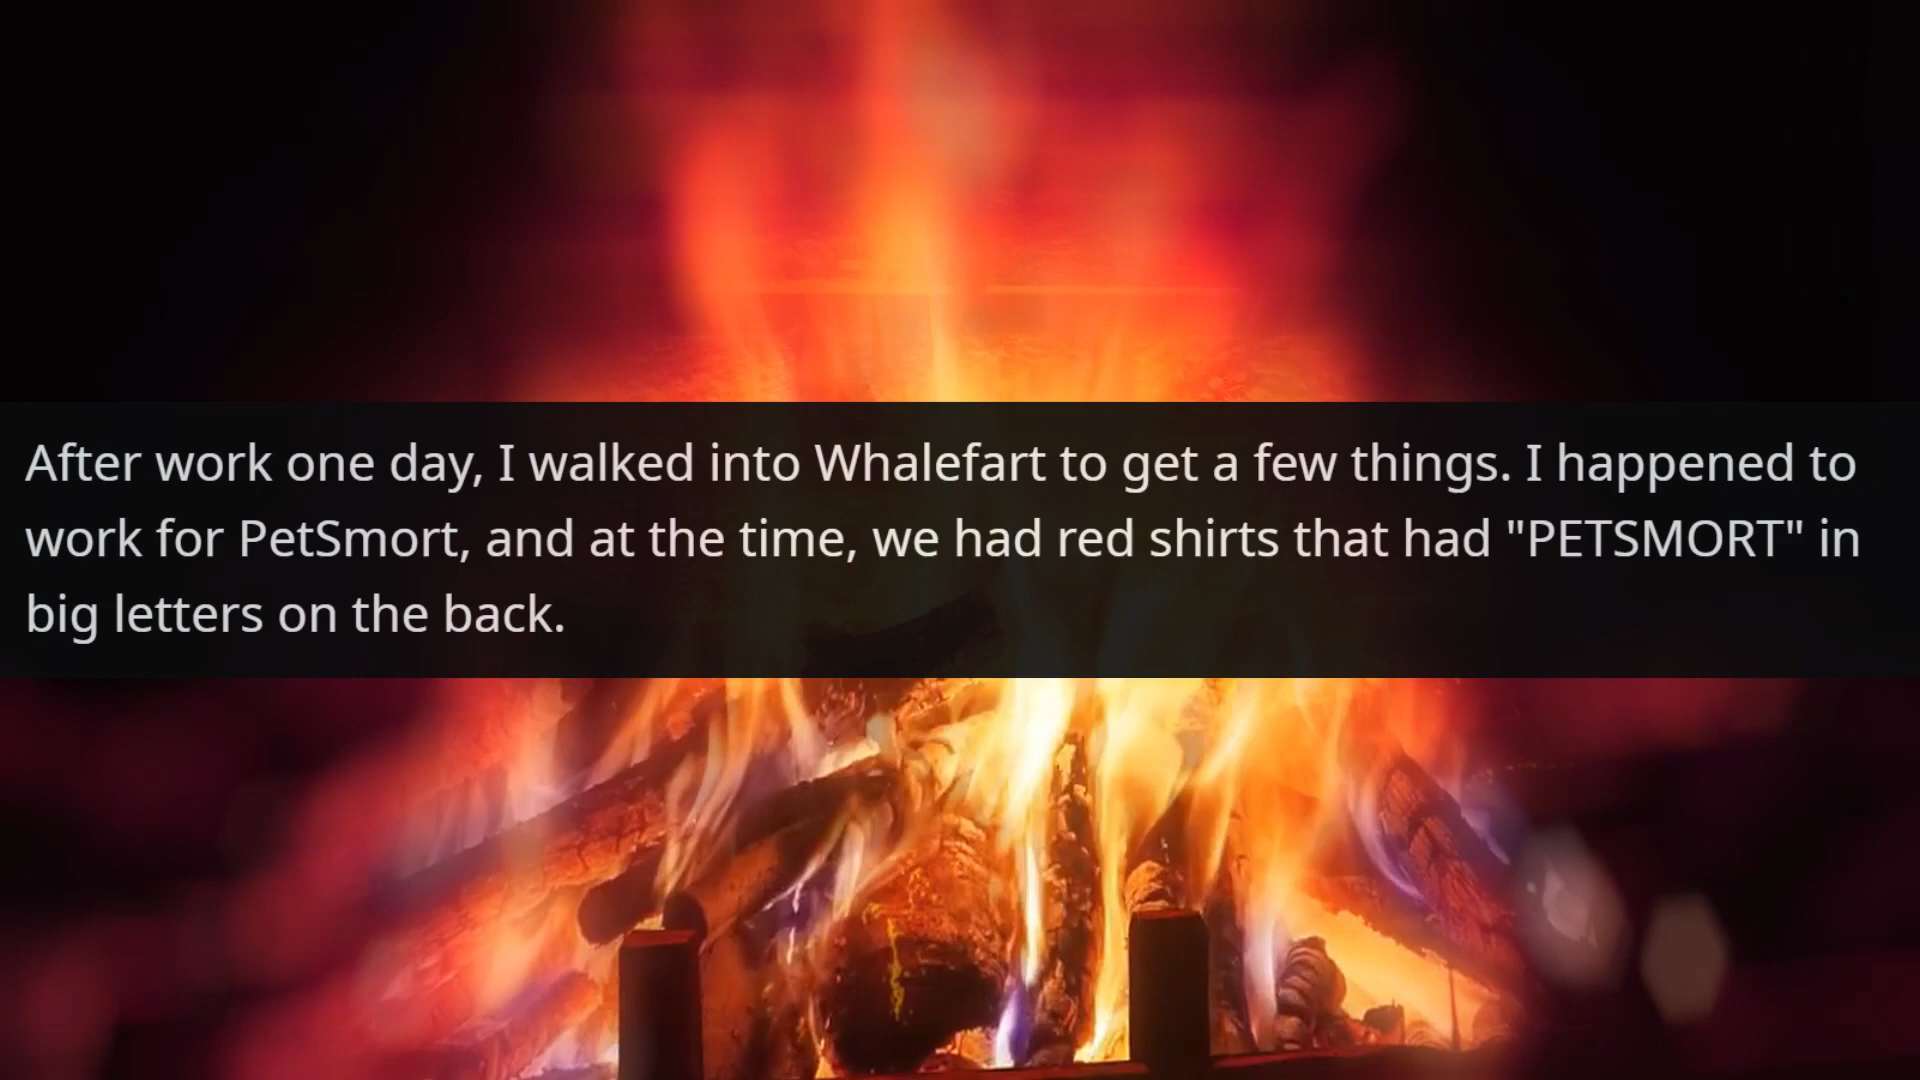 After work one day, I walked into Whalefart to get a few things. I happened to
work for PetSmort, and at the time, we had red shirts that had "PETSMORT" in
big letters on the back.